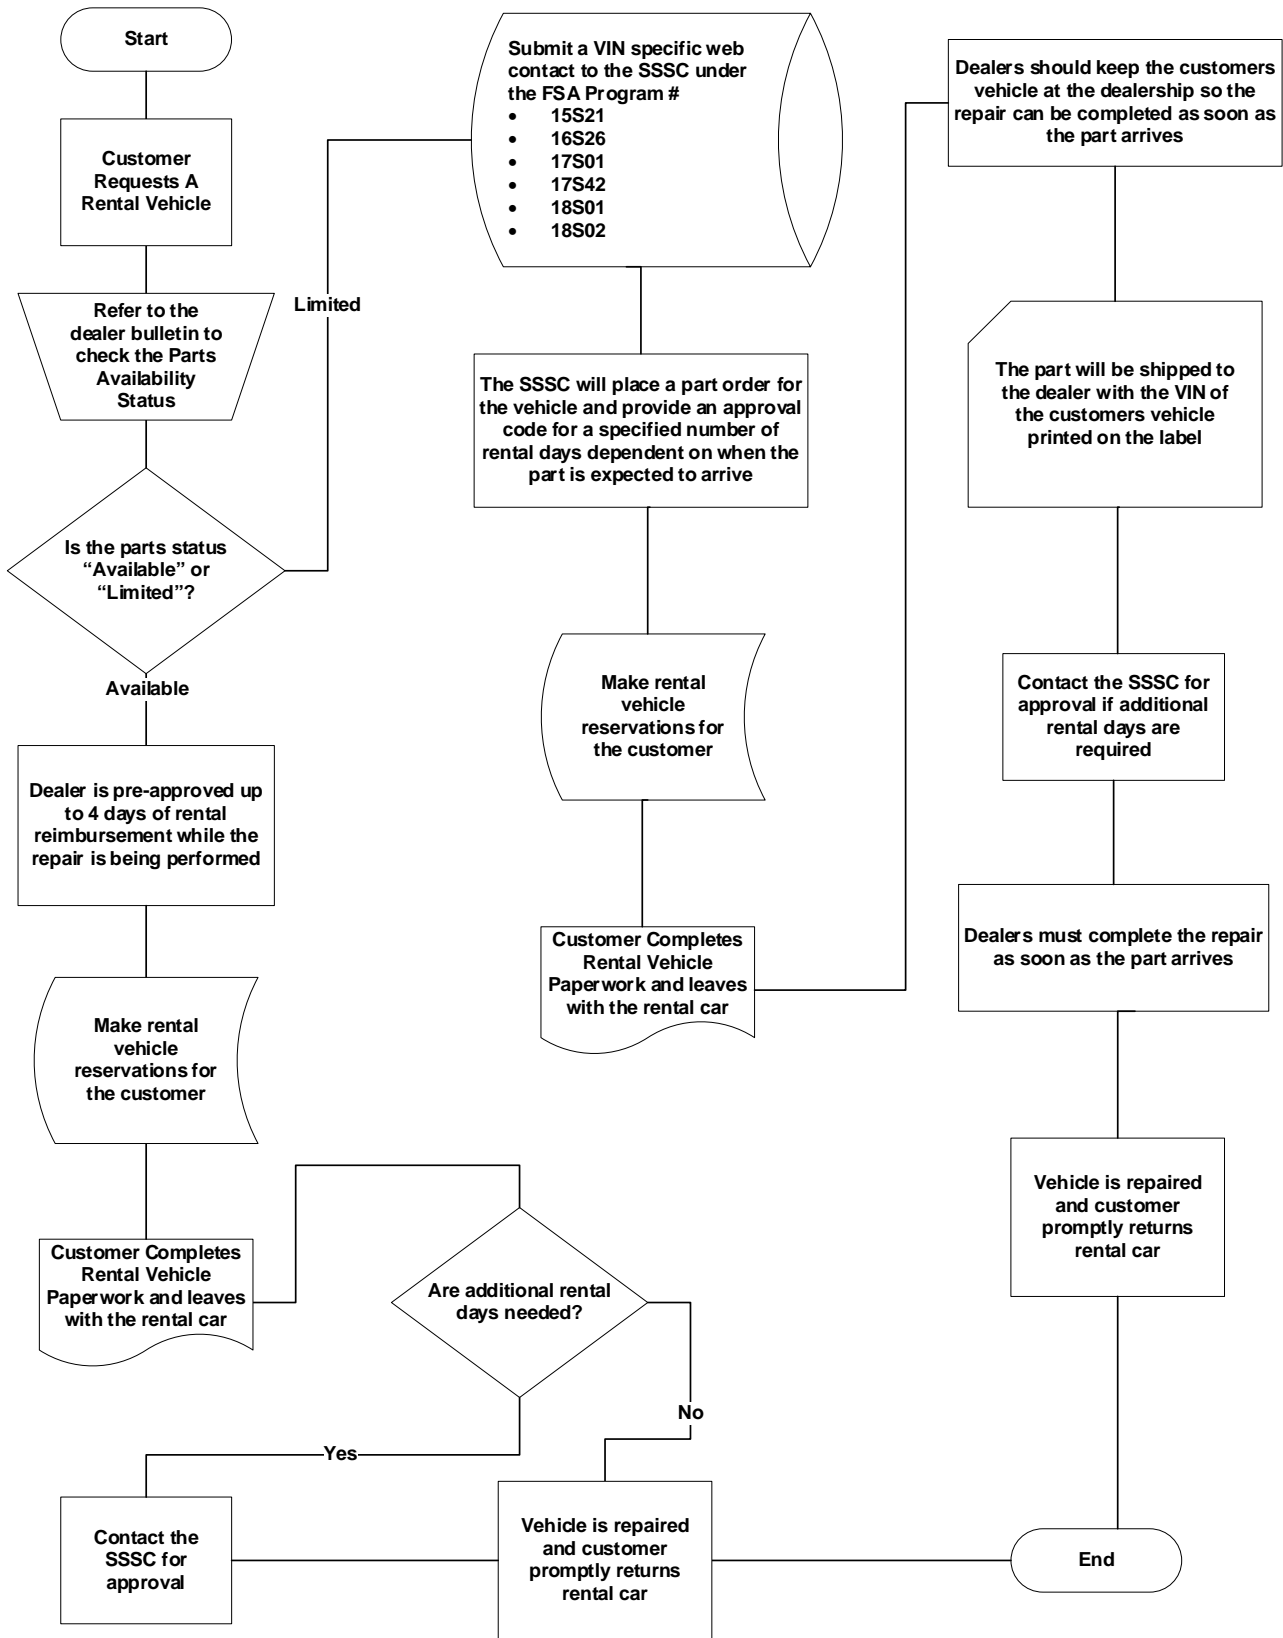 Start
Customer
Requests A
Rental Vehicle
Refer to the
dealer bulletin to
check the Parts
Availability
Status
Is the parts status
“Available” or
“Limited”?
Available
Dealer is pre-approved up
to 4 days of rental
reimbursement while the
repair is being performed
Make rental
vehicle
reservations for
the customer
Customer Completes
Rental Vehicle
Paperwork and leaves
with the rental car
Are additional rental
days needed?
Yes
No
Contact the
SSSC for
approval
Vehicle is repaired
and customer
promptly returns
rental car
Limited
Submit a VIN specific web
contact to the SSSC under
the FSA Program #
• 15S21
• 16S26
• 17S01
• 17S42
• 18S01
• 18S02
The SSSC will place a part order for
the vehicle and provide an approval
code for a specified number of
rental days dependent on when the
part is expected to arrive
Make rental
vehicle
reservations for
the customer
Customer Completes
Rental Vehicle
Paperwork and leaves
with the rental car
Dealers should keep the customers
vehicle at the dealership so the
repair can be completed as soon as
the part arrives
The part will be shipped to
the dealer with the VIN of
the customers vehicle
printed on the label
Contact the SSSC for
approval if additional
rental days are
required
Dealers must complete the repair
as soon as the part arrives
Vehicle is repaired
and customer
promptly returns
rental car
End